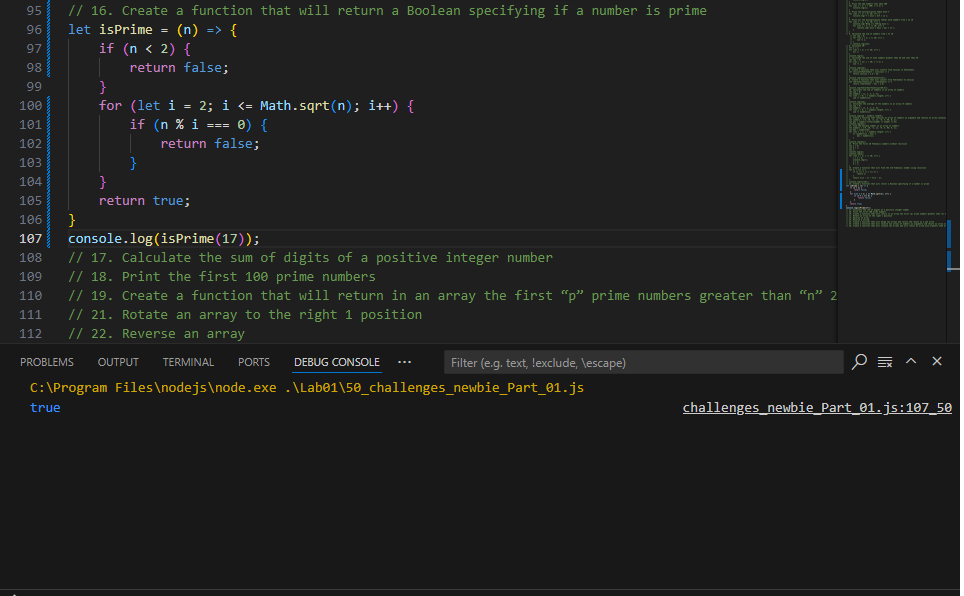 95 // 16. Create a function that will return a Boolean specifying if a number is prime
96 let isPrime = (n) => {
97 if (n < 2) {
98 return false;
99 }
100 for (let i = 2; i <= Math.sqrt(n); i++) {
101 if (n % i === 0) {
102 return false;
103 }
104 }
105 return true;
106 }
107 console.log(isPrime(17));
108 // 17. Calculate the sum of digits of a positive integer number
109 // 18. Print the first 100 prime numbers
110 // 19. Create a function that will return in an array the first “p” prime numbers greater than “n” 2
111 // 21. Rotate an array to the right 1 position
112 // 22. Reverse an array
PROBLEMS OUTPUT TERMINAL PORTS DEBUG CONSOLE ··· Filter (e.g. text, !exclude, \escape)
C:\Program Files\nodejs\node.exe .\Lab01\50_challenges_newbie_Part_01.js
true challenges_newbie_Part_01.js:107_50